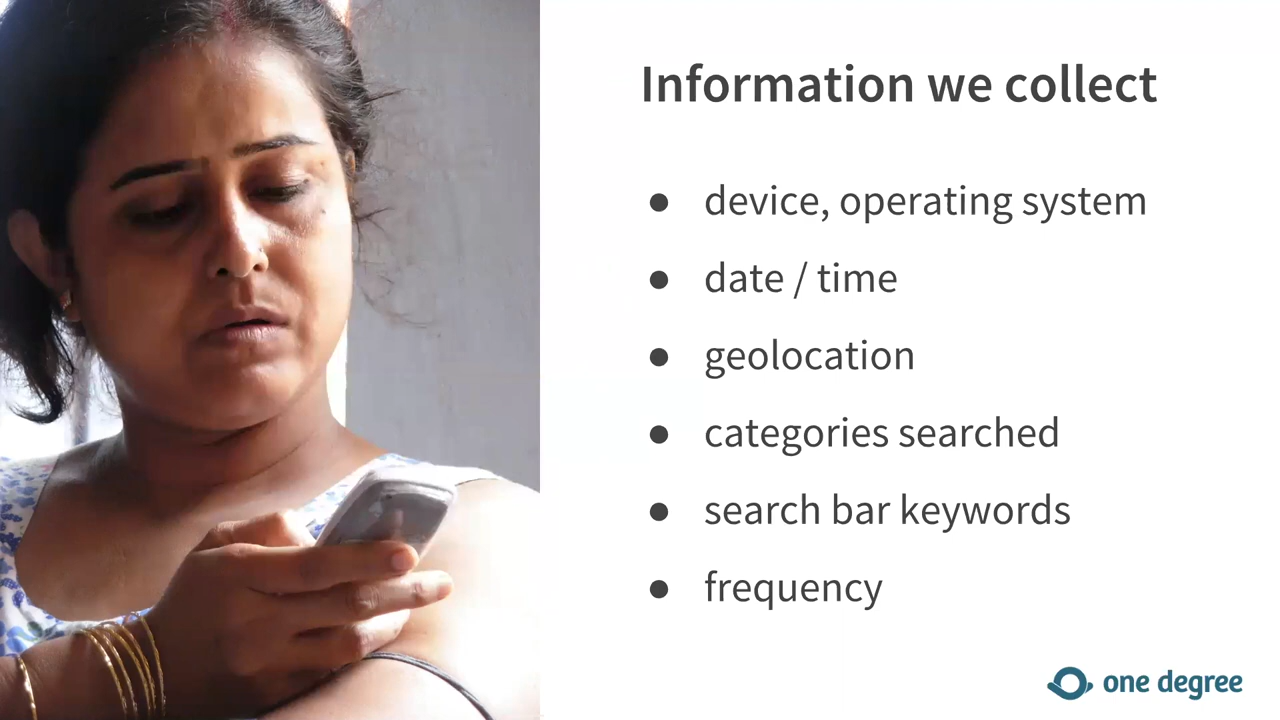 Information we collect
● device, operating system
● date / time
● geolocation
● categories searched
● search bar keywords
● frequency
one degree